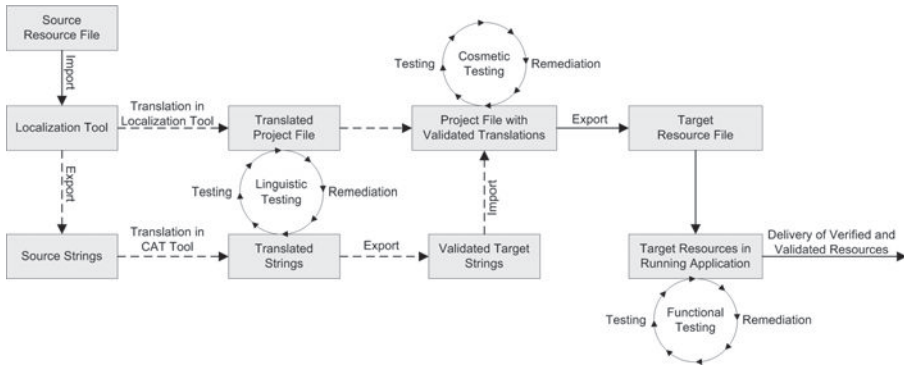 Source
Resource File
Import
Localization Tool
Translation in
Localization Tool
Translated
Project File
Testing
Cosmetic
Testing
Remediation
Project File with
Validated Translations
Export
Target
Resource File
Export
Testing
Linguistic
Testing
Remediation
Import
Source Strings
Translation in
CAT Tool
Translated
Strings
Export
Validated Target
Strings
Target Resources in
Running Application
Delivery of Verified and
Validated Resources
Testing
Functional
Testing
Remediation